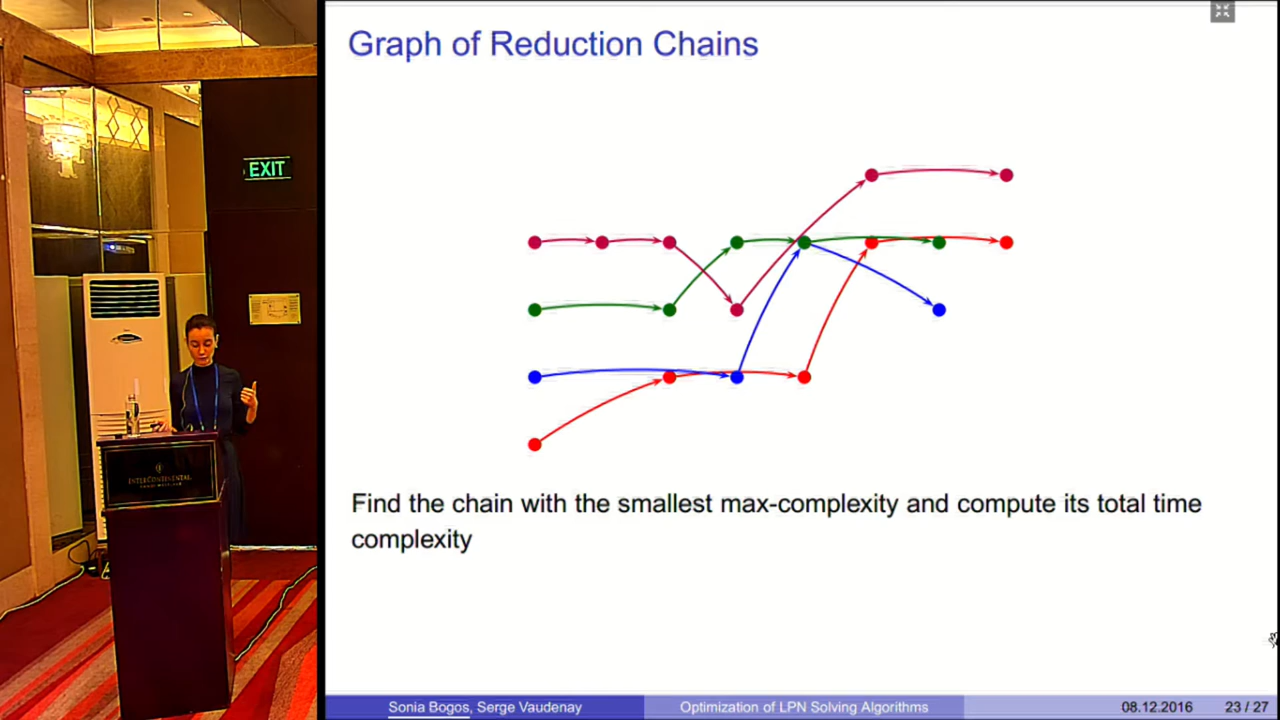 EXIT
INTERCONTINENTAL
Graph of Reduction Chains
Find the chain with the smallest max-complexity and compute its total time
complexity
Sonia Bogos, Serge Vaudenay
Optimization of LPN Solving Algorithms
08.12.2016
23 / 27